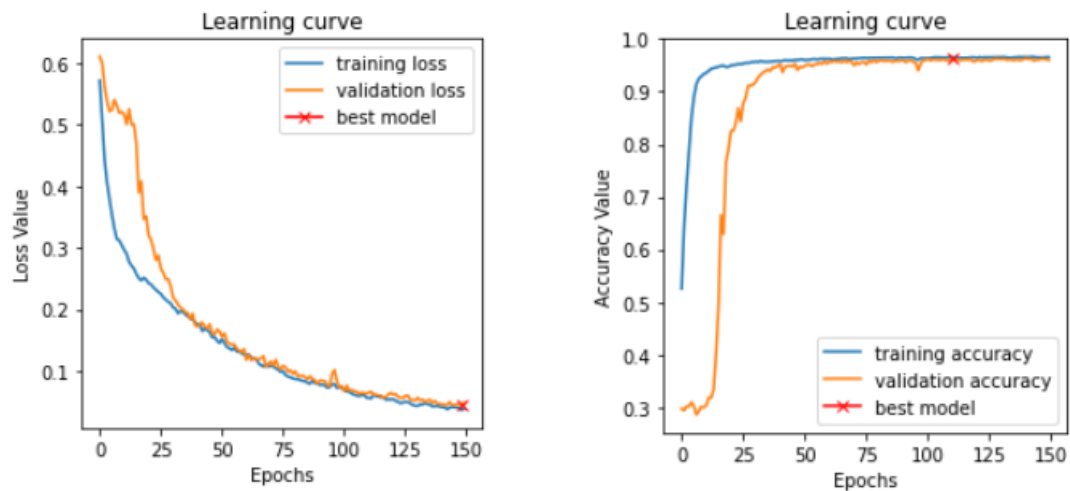 Learning curve
Loss Value
0.6
0.5
0.4
0.3
0.2
0.1
training loss
validation loss
best model
0 25 50 75 100 125 150
Epochs
Learning curve
Accuracy Value
1.0
0.9
0.8
0.7
0.6
0.5
0.4
0.3
training accuracy
validation accuracy
best model
0 25 50 75 100 125 150
Epochs